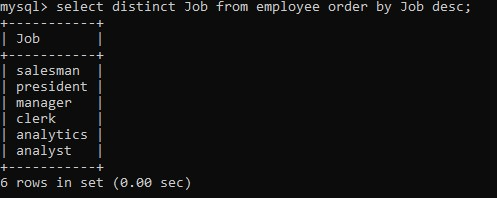 mysql> select distinct Job from employee order by Job desc;
+-----------+
| Job       |
+-----------+
| salesman  |
| president |
| manager   |
| clerk     |
| analytics |
| analyst   |
+-----------+
6 rows in set (0.00 sec)